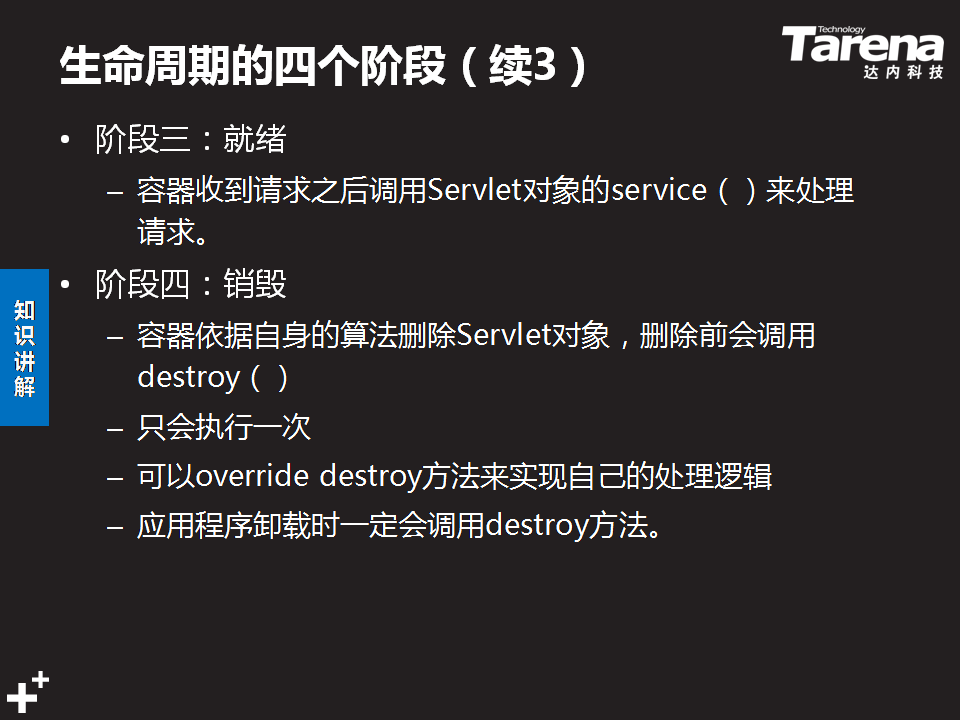 生命周期的四个阶段（续3）
Technology
Tarena
达内科技
• 阶段三：就绪
– 容器收到请求之后调用Servlet对象的service（）来处理
请求。
• 阶段四：销毁
– 容器依据自身的算法删除Servlet对象，删除前会调用
destroy（）
– 只会执行一次
– 可以override destroy方法来实现自己的处理逻辑
– 应用程序卸载时一定会调用destroy方法。
知
识
讲
解